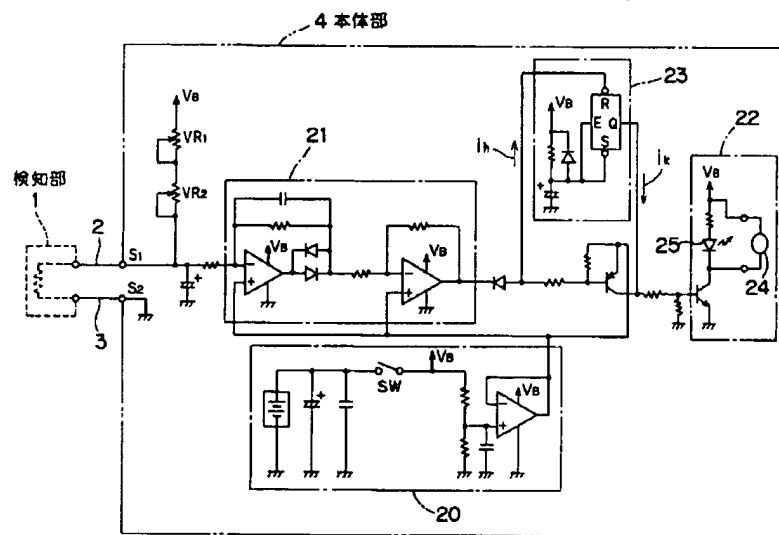 4 本体部
23
VB
R
E Q
S
ih
ik
22
VB
VR1
VR2
21
VB
検知部
1
2
S1
S2
3
VB
VB
25
24
SW
VB
VB
20